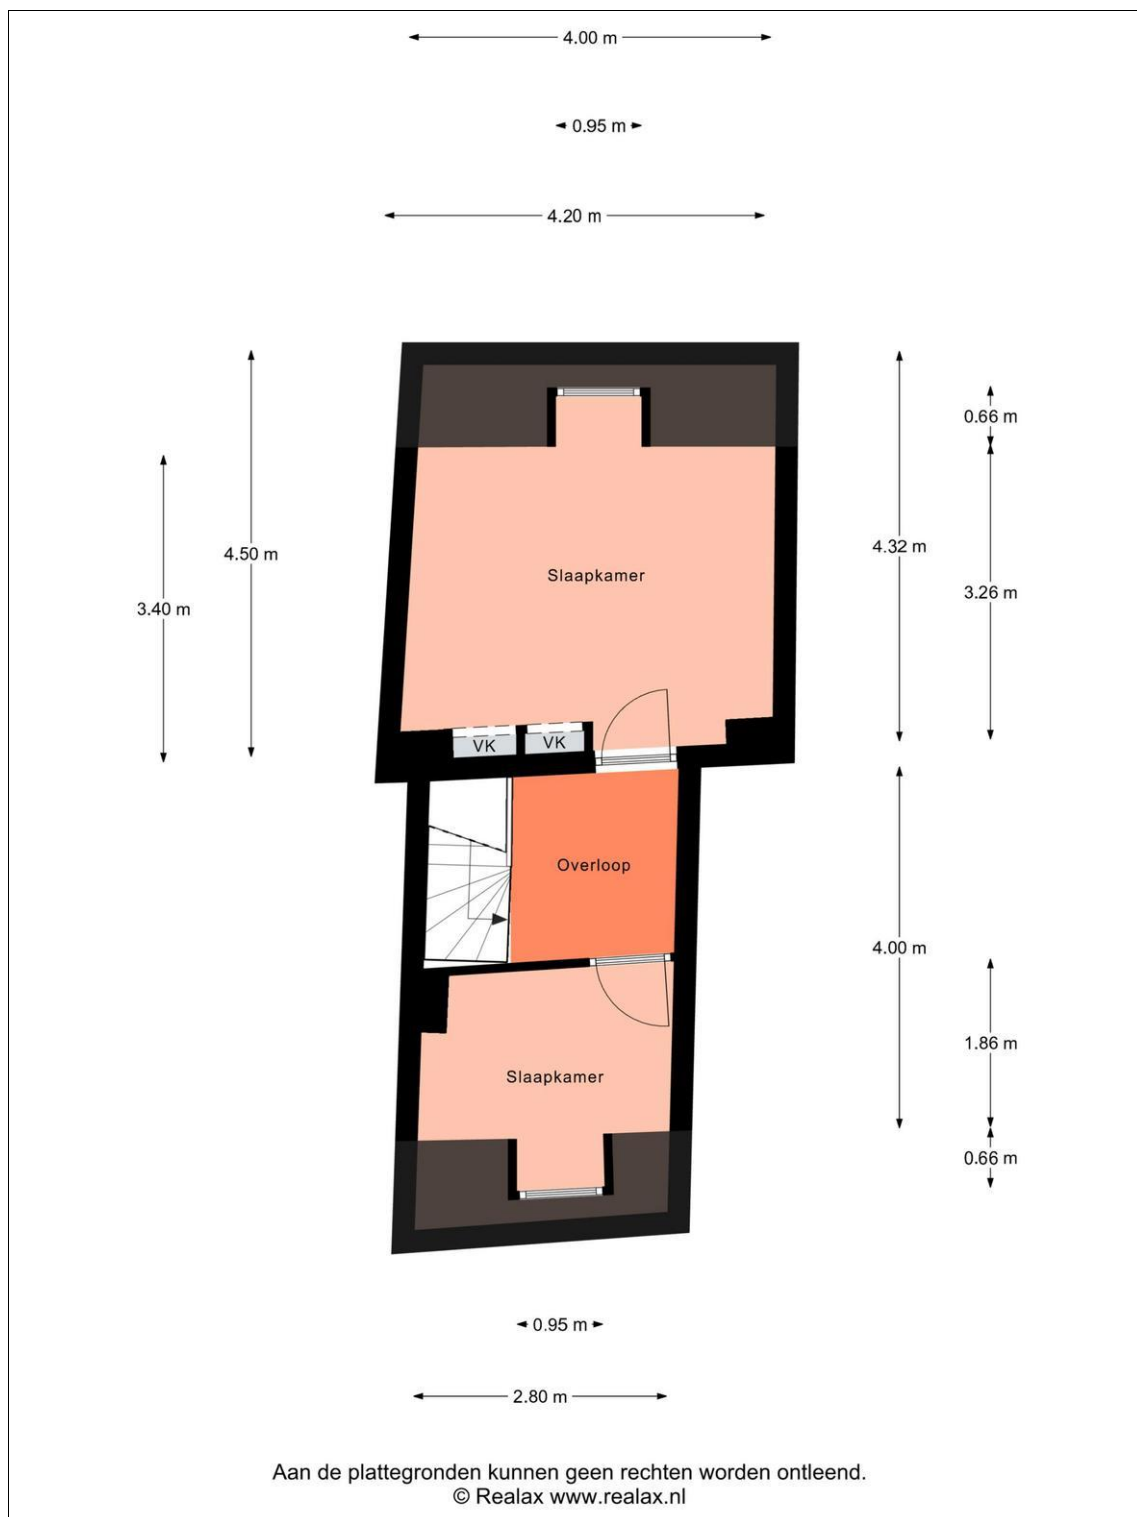 4.00 m
0.95 m
4.20 m
0.66 m
4.32 m
4.50 m
Slaapkamer
3.26 m
3.40 m
VK
VK
Overloop
4.00 m
1.86 m
Slaapkamer
0.66 m
0.95 m
2.80 m
Aan de plattegronden kunnen geen rechten worden ontleend.
© Realax www.realax.nl